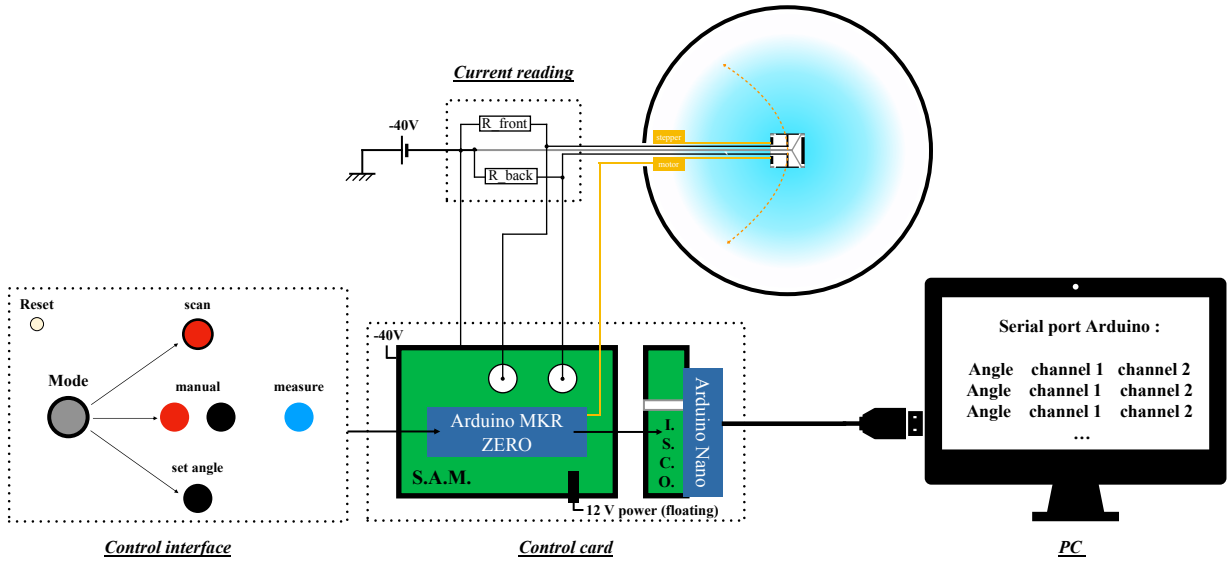 Current reading
-40V
R_front
R_back
stepper
motor
Reset
scan
Mode
manual
measure
set angle
Control interface
-40V
Arduino MKR
ZERO
S.A.M.
12 V power (floating)
I.
S.
C.
O.
Arduino Nano
Control card
Serial port Arduino :
Angle channel 1 channel 2
Angle channel 1 channel 2
Angle channel 1 channel 2
...
PC